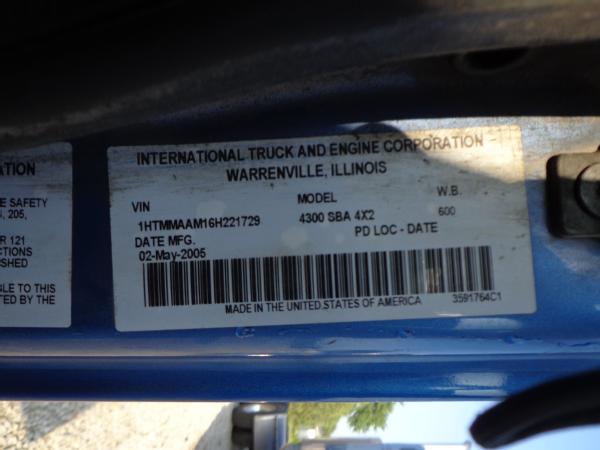 ATION
E SAFETY
, 205,
R 121
CTIONS
SHED
ABLE TO THIS
TED BY THE
INTERNATIONAL TRUCK AND ENGINE CORPORATION
WARRENVILLE, ILLINOIS
VIN MODEL W.B.
1HTMMAAM16H221729 4300 SBA 4X2 600
DATE MFG. PD LOC - DATE
02-May-2005
MADE IN THE UNITED STATES OF AMERICA 3591764C1